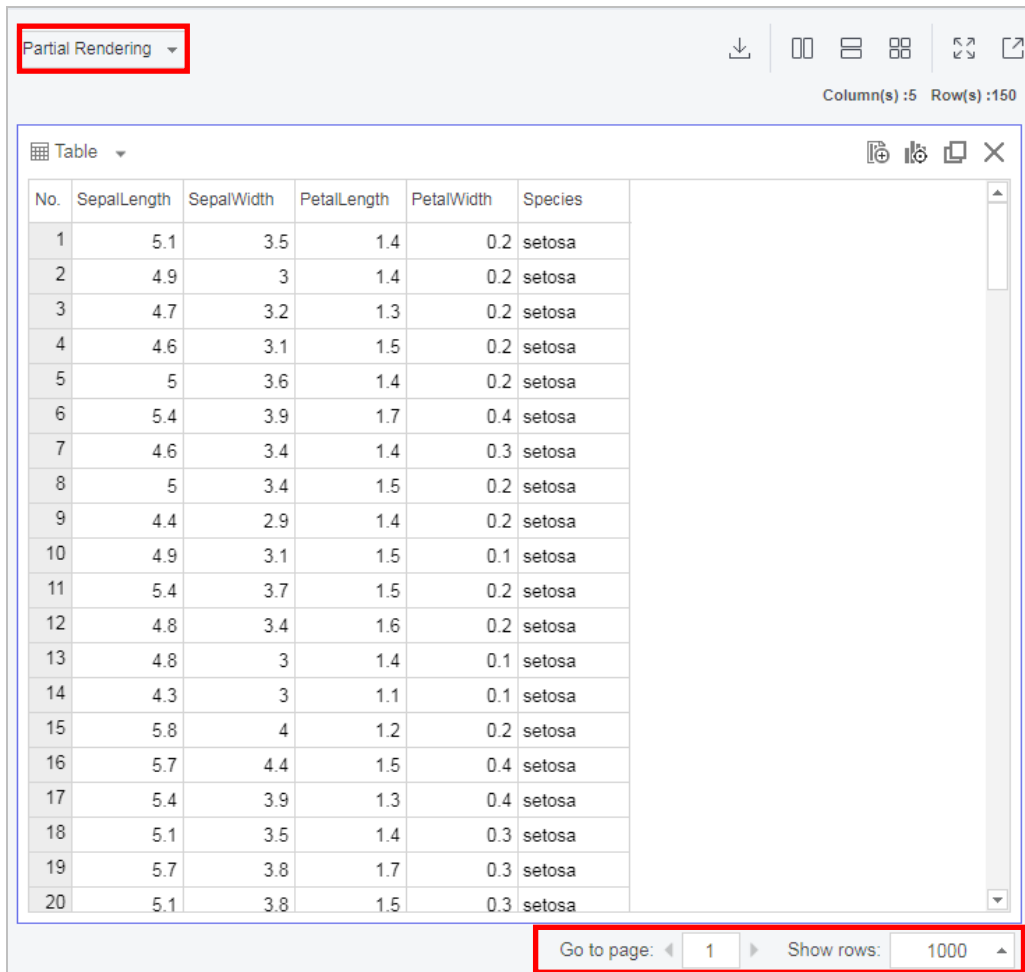 Partial Rendering
Column(s) :5 Row(s) :150
Table
No. SepalLength SepalWidth PetalLength PetalWidth Species
1 5.1 3.5 1.4 0.2 setosa
2 4.9 3 1.4 0.2 setosa
3 4.7 3.2 1.3 0.2 setosa
4 4.6 3.1 1.5 0.2 setosa
5 5 3.6 1.4 0.2 setosa
6 5.4 3.9 1.7 0.4 setosa
7 4.6 3.4 1.4 0.3 setosa
8 5 3.4 1.5 0.2 setosa
9 4.4 2.9 1.4 0.2 setosa
10 4.9 3.1 1.5 0.1 setosa
11 5.4 3.7 1.5 0.2 setosa
12 4.8 3.4 1.6 0.2 setosa
13 4.8 3 1.4 0.1 setosa
14 4.3 3 1.1 0.1 setosa
15 5.8 4 1.2 0.2 setosa
16 5.7 4.4 1.5 0.4 setosa
17 5.4 3.9 1.3 0.4 setosa
18 5.1 3.5 1.4 0.3 setosa
19 5.7 3.8 1.7 0.3 setosa
20 5.1 3.8 1.5 0.3 setosa
Go to page: 1 Show rows: 1000